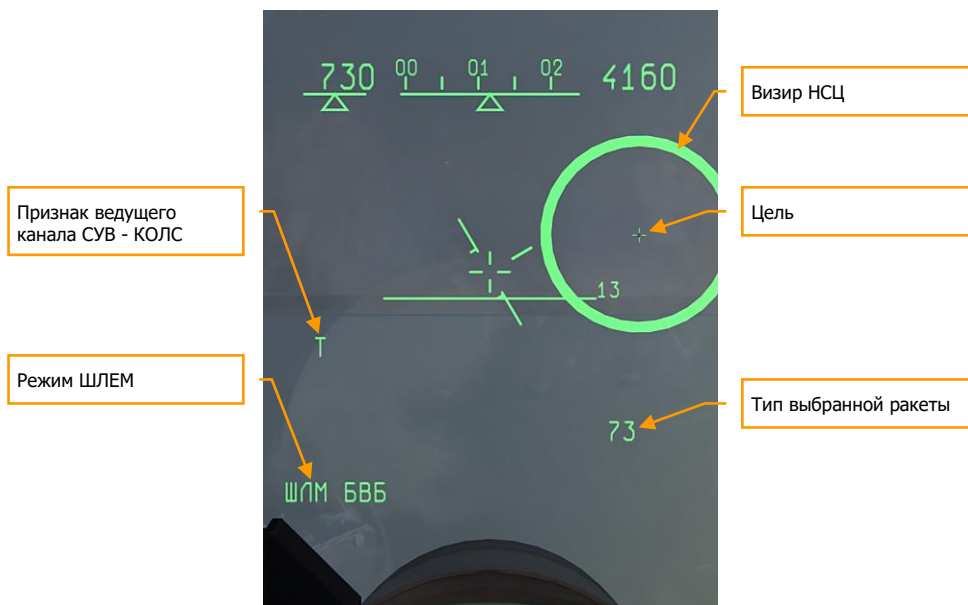 730 00 01 02 4160
Визир НСЦ
Признак ведущего
канала СУВ - КОЛС
Цель
13
Т
Режим ШЛЕМ
Тип выбранной ракеты
73
ШЛМ БВБ